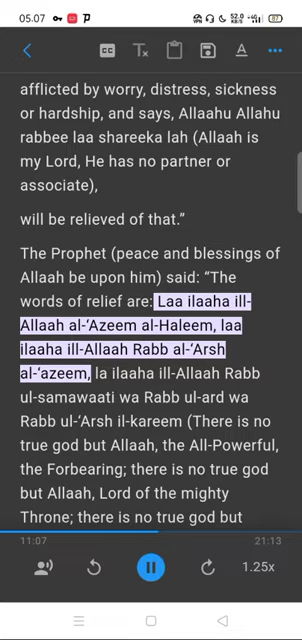 05.07
52.0
KB/S
4G
87
CC
afflicted by worry, distress, sickness
or hardship, and says, Allaahu Allahu
rabbee laa shareeka lah (Allaah is
my Lord, He has no partner or
associate),
will be relieved of that.”
The Prophet (peace and blessings of
Allaah be upon him) said: “The
words of relief are: Laa ilaaha ill-
Allaah al-‘Azeem al-Haleem, laa
ilaaha ill-Allaah Rabb al-‘Arsh
al-‘azeem, la ilaaha ill-Allaah Rabb
ul-samawaati wa Rabb ul-ard wa
Rabb ul-‘Arsh il-kareem (There is no
true god but Allaah, the All-Powerful,
the Forbearing; there is no true god
but Allaah, Lord of the mighty
Throne; there is no true god but
11:07 21:13
1.25x